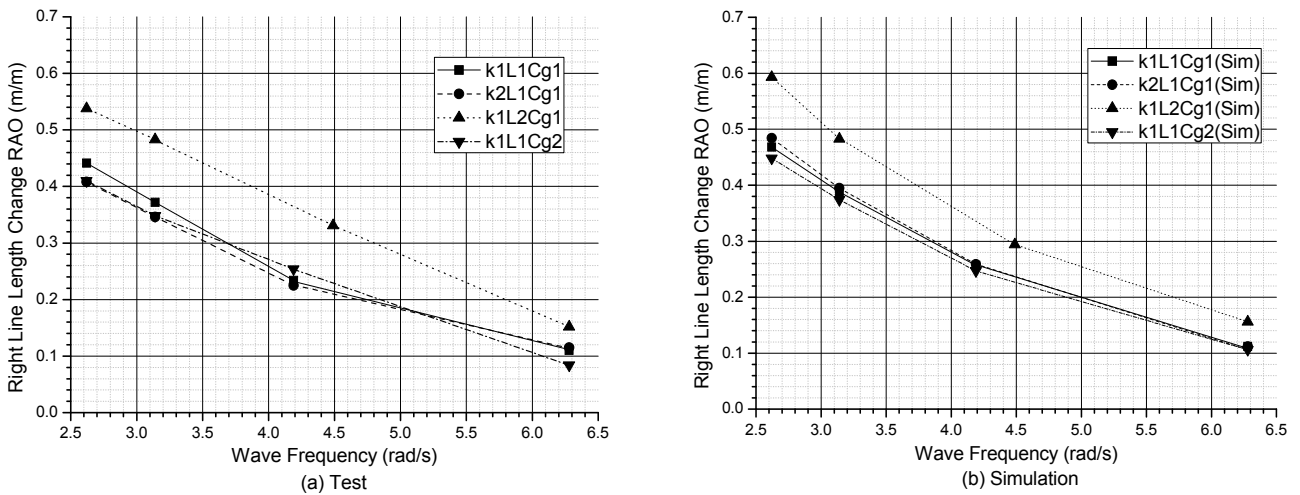 Right Line Length Change RAO (m/m)
0.7
0.6
0.5
0.4
0.3
0.2
0.1
0.0
2.5 3.0 3.5 4.0 4.5 5.0 5.5 6.0 6.5
k1L1Cg1
k2L1Cg1
k1L2Cg1
k1L1Cg2
Wave Frequency (rad/s)
(a) Test
Right Line Length Change RAO (m/m)
0.7
0.6
0.5
0.4
0.3
0.2
0.1
0.0
2.5 3.0 3.5 4.0 4.5 5.0 5.5 6.0 6.5
k1L1Cg1(Sim)
k2L1Cg1(Sim)
k1L2Cg1(Sim)
k1L1Cg2(Sim)
Wave Frequency (rad/s)
(b) Simulation